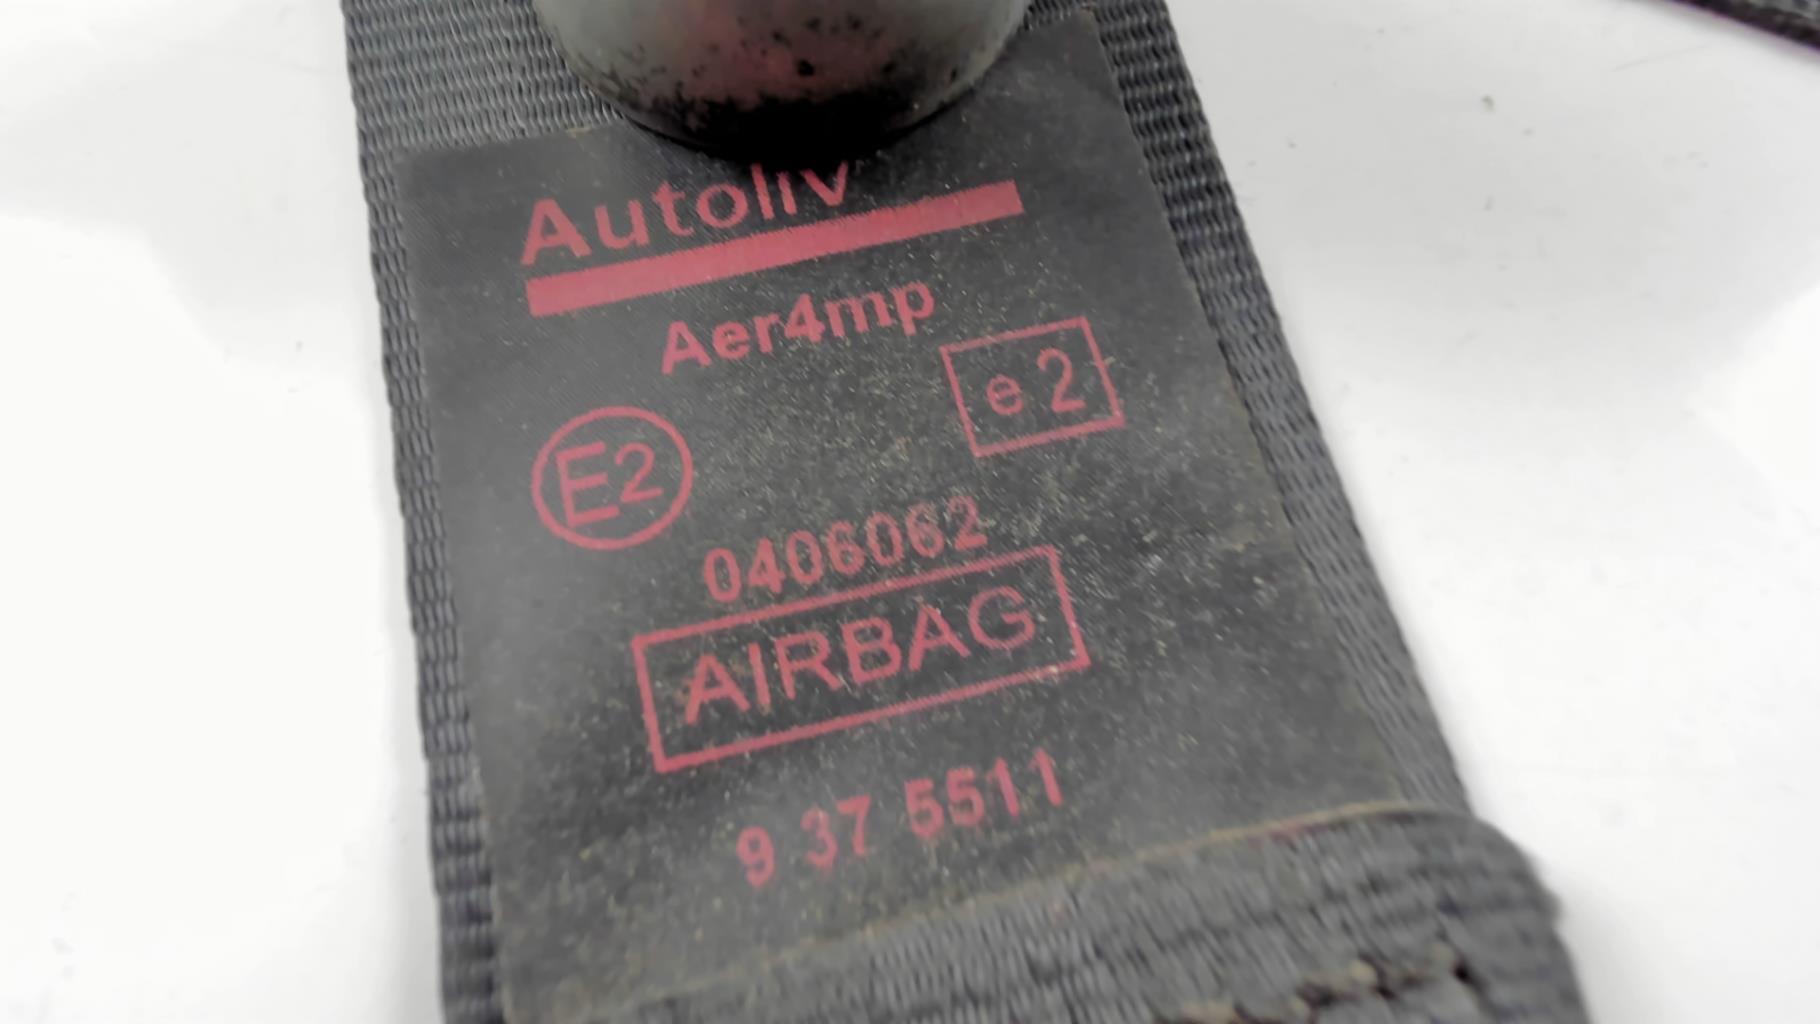 Autoliv
Aer4mp
e 2
E2
0406062
AIRBAG
9 37 5511